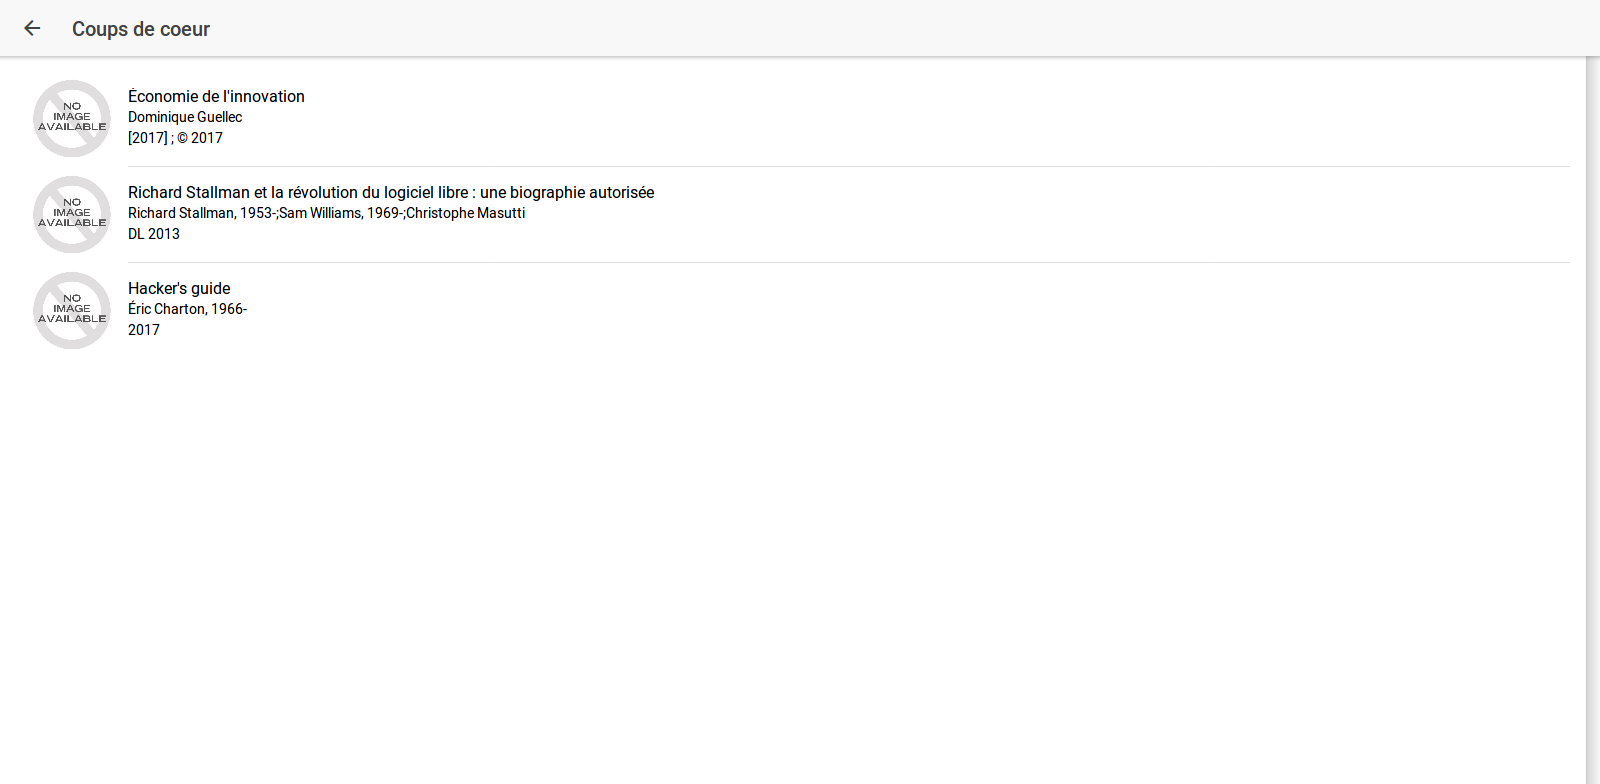 Coups de coeur
NO
IMAGE
AVAILABLE
Économie de l'innovation
Dominique Guellec
[2017] ; © 2017
NO
IMAGE
AVAILABLE
Richard Stallman et la révolution du logiciel libre : une biographie autorisée
Richard Stallman, 1953-;Sam Williams, 1969-;Christophe Masutti
DL 2013
NO
IMAGE
AVAILABLE
Hacker's guide
Éric Charton, 1966-
2017